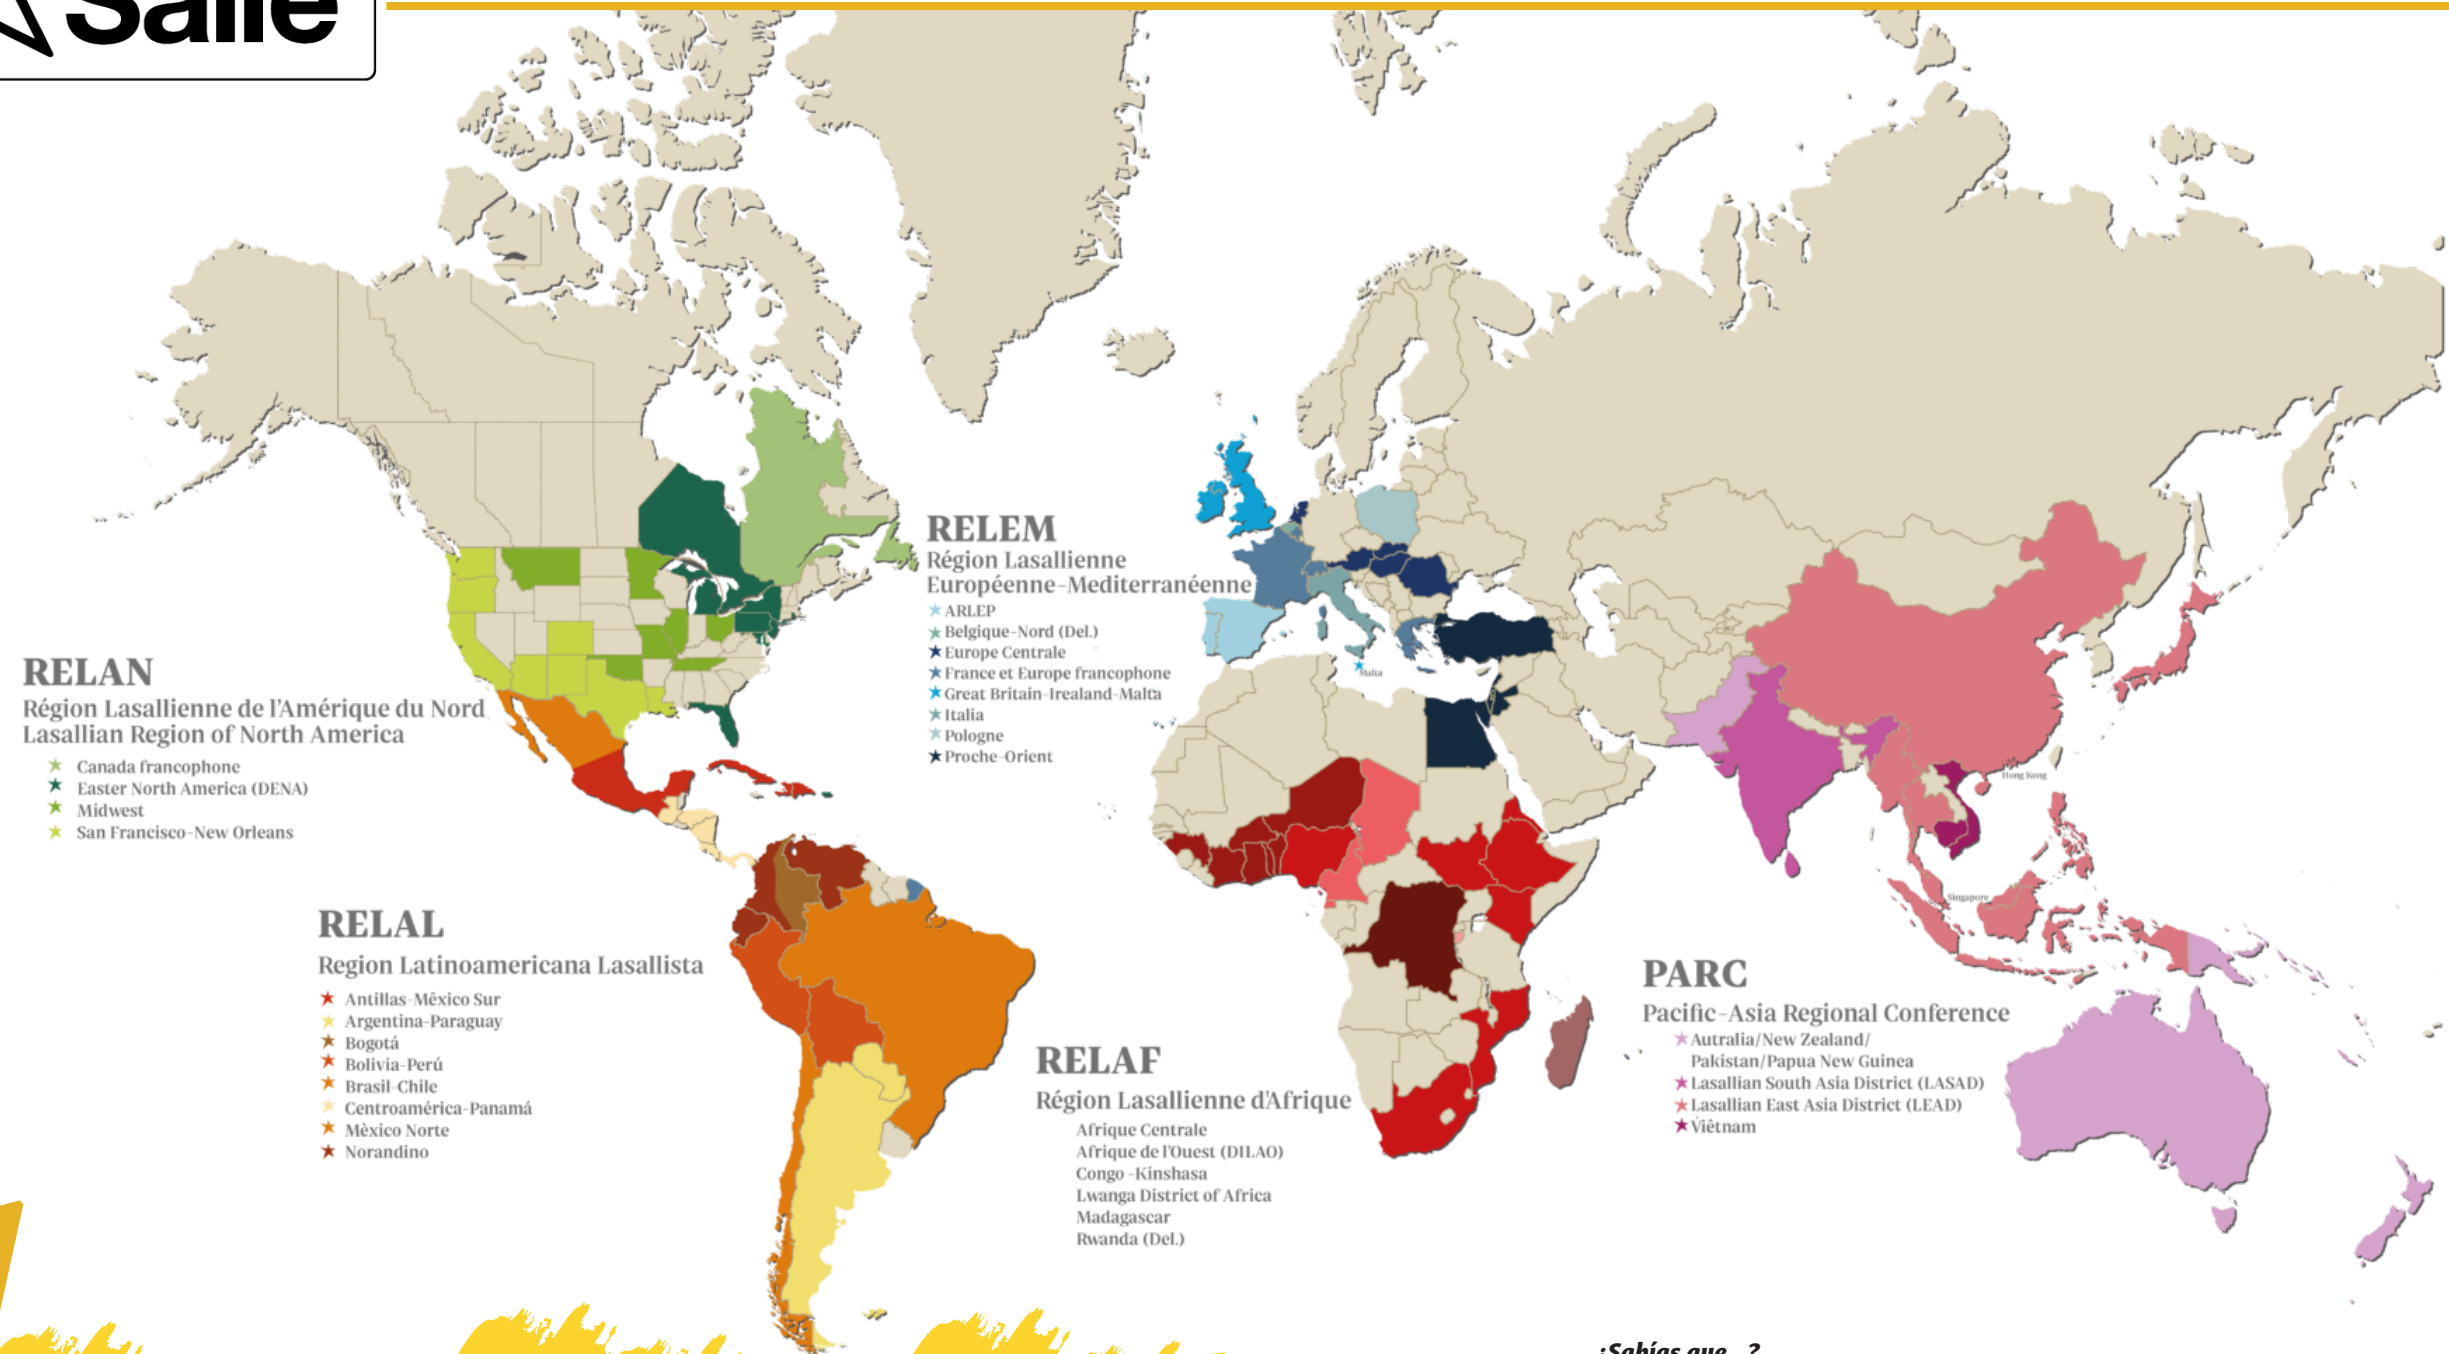 Salle
RELAN
Région Lasallienne de l'Amérique du Nord
Lasallian Region of North America
Canada francophone
Easter North America (DENA)
Midwest
San Francisco-New Orleans
RELEM
Région Lasallienne
Européenne-Mediterranéenne
ARLEP
Belgique-Nord (Del.)
Europe Centrale
France et Europe francophone
Great Britain-Irealand-Malta
Italia
Pologne
Proche-Orient
Malta
RELAL
Region Latinoamericana Lasallista
Antillas-Mêxico Sur
Argentina-Paraguay
Bogotá
Bolivia-Perú
Brasil-Chile
Centroamérica-Panamá
Mèxico Norte
Norandino
RELAF
Région Lasallienne d'Afrique
Afrique Centrale
Afrique de l'Ouest (DILAO)
Congo -Kinshasa
Lwanga District of Africa
Madagascar
Rwanda (Del.)
Hong Kong
Singapore
PARC
Pacific-Asia Regional Conference
Autralia/New Zealand/
Pakistan/Papua New Guinea
Lasallian South Asia District (LASAD)
Lasallian East Asia District (LEAD)
Viêtnam
¿Sabías que...?